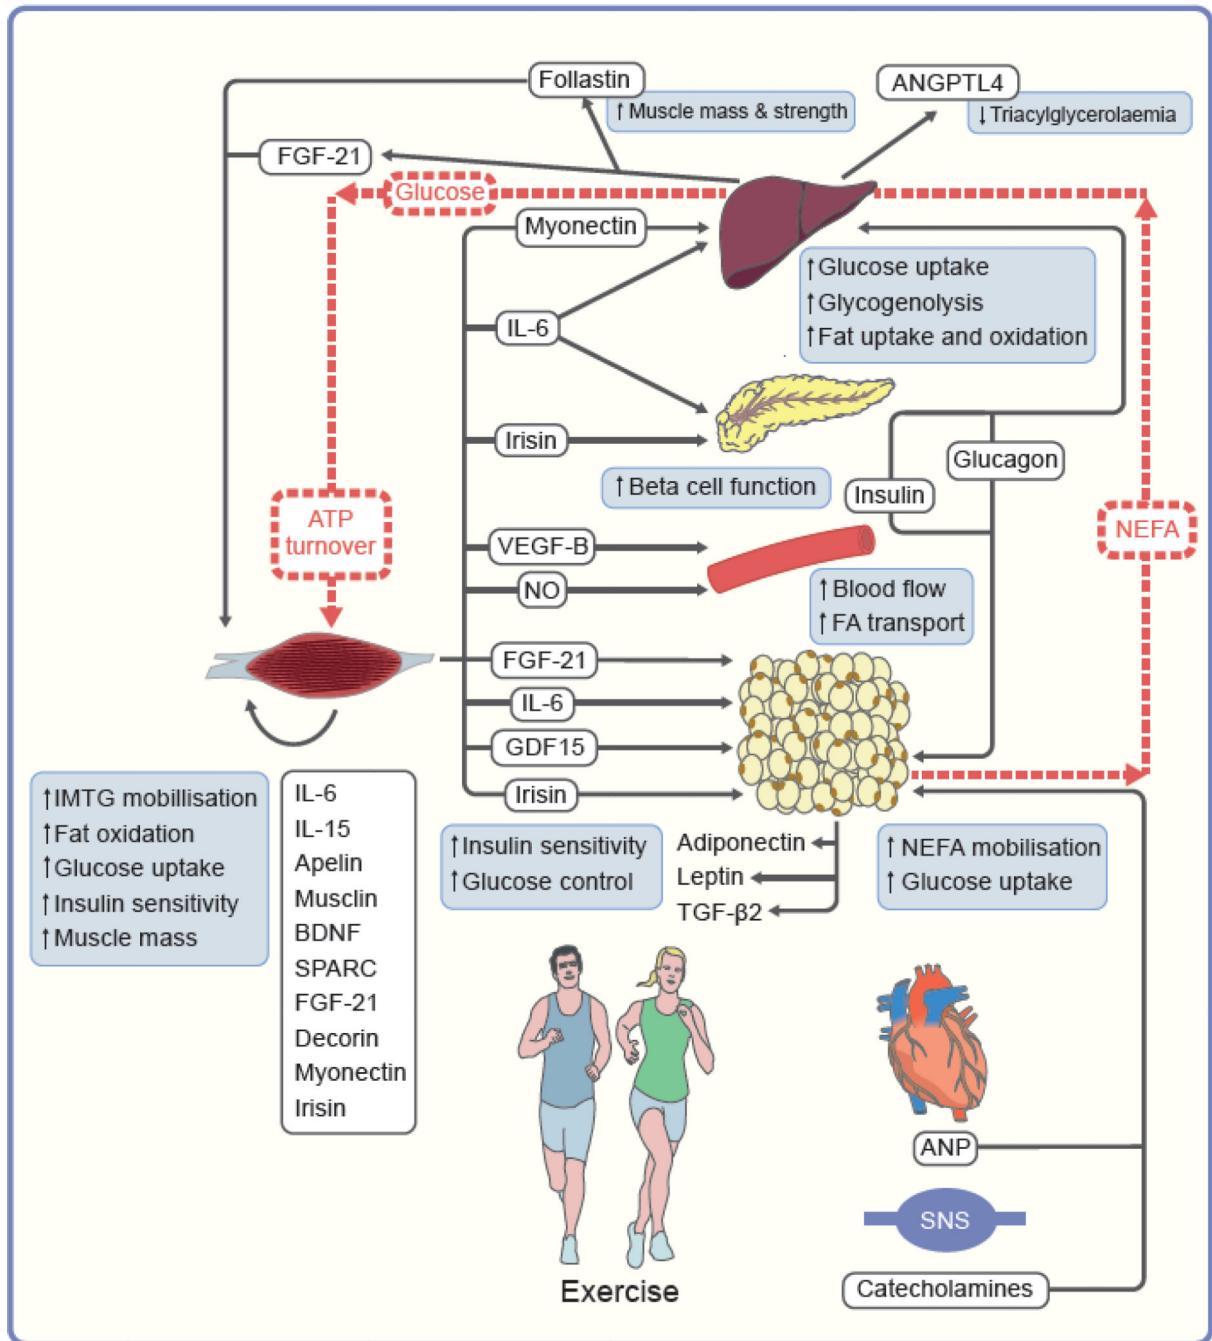 Follastin
↑ Muscle mass & strength
ANGPTL4
↓ Triacylglycerolaemia
FGF-21
Glucose
Myonectin
↑ Glucose uptake
↑ Glycogenolysis
↑ Fat uptake and oxidation
IL-6
Irisin
↑ Beta cell function
Glucagon
Insulin
ATP
turnover
NEFA
VEGF-B
NO
↑ Blood flow
↑ FA transport
FGF-21
IL-6
GDF15
Irisin
↑ IMTG mobillisation
↑ Fat oxidation
↑ Glucose uptake
↑ Insulin sensitivity
↑ Muscle mass
IL-6
IL-15
Apelin
Musclin
BDNF
SPARC
FGF-21
Decorin
Myonectin
Irisin
↑ Insulin sensitivity
↑ Glucose control
Adiponectin
Leptin
TGF-β2
↑ NEFA mobilisation
↑ Glucose uptake
Exercise
ANP
SNS
Catecholamines